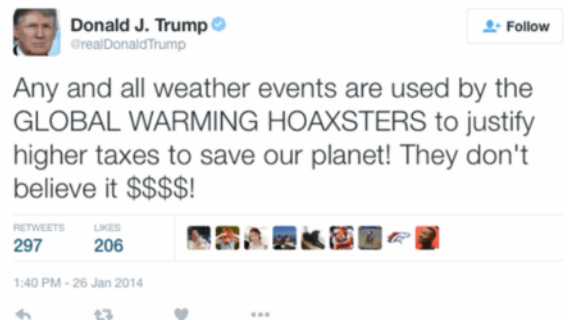 Donald J. Trump
@realDonaldTrump
Follow
Any and all weather events are used by the
GLOBAL WARMING HOAXSTERS to justify
higher taxes to save our planet! They don't
believe it $$$$!
RETWEETS LIKES
297 206
1:40 PM - 26 Jan 2014